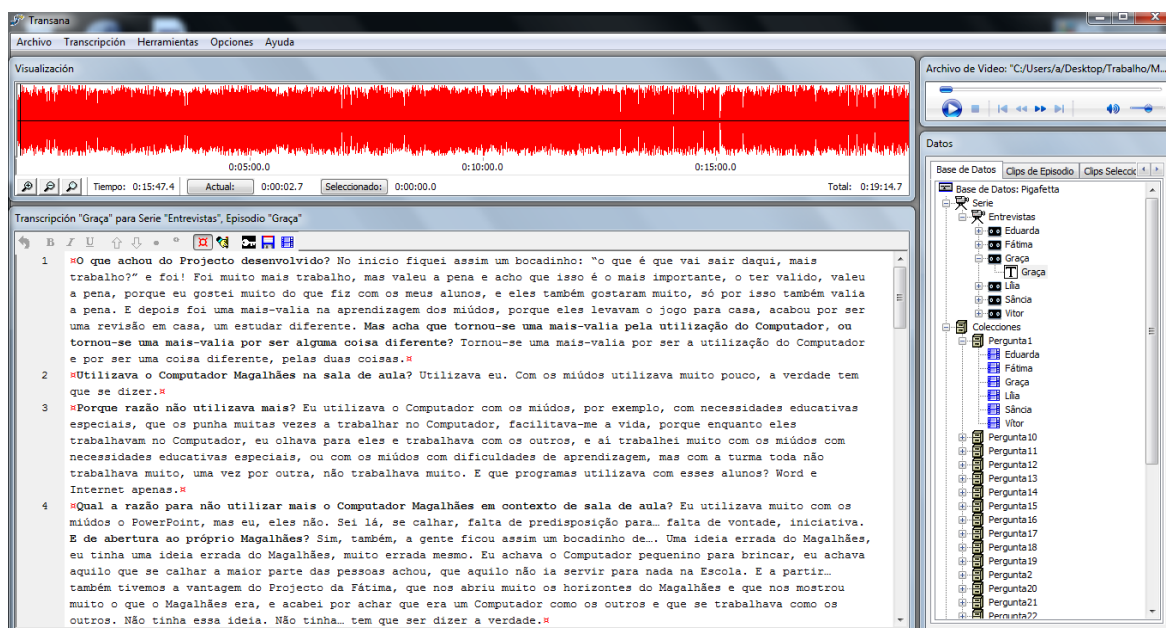 Transana
Archivo Transcripción Herramientas Opciones Ayuda
Visualización
0:05:00.0 0:10:00.0 0:15:00.0
Tiempo: 0:15:47.4 Actual: 0:00:02.7 Seleccionado: 0:00:00.0 Total: 0:19:14.7
Transcripción "Graça" para Serie "Entrevistas", Episodio "Graça"
B I U
1 ¤O que achou do Projecto desenvolvido? No inicio fiquei assim um bocadinho: “o que é que vai sair daqui, mais
trabalho?” e foi! Foi muito mais trabalho, mas valeu a pena e acho que isso é o mais importante, o ter valido, valeu
a pena, porque eu gostei muito do que fiz com os meus alunos, e eles também gostaram muito, só por isso também valia
a pena. E depois foi uma mais-valia na aprendizagem dos miúdos, porque eles levavam o jogo para casa, acabou por ser
uma revisão em casa, um estudar diferente. Mas acha que tornou-se uma mais-valia pela utilização do Computador, ou
tornou-se uma mais-valia por ser alguma coisa diferente? Tornou-se uma mais-valia por ser a utilização do Computador
e por ser uma coisa diferente, pelas duas coisas.¤
2 ¤Utilizava o Computador Magalhães na sala de aula? Utilizava eu. Com os miúdos utilizava muito pouco, a verdade tem
que se dizer.¤
3 ¤Porque razão não utilizava mais? Eu utilizava o Computador com os miúdos, por exemplo, com necessidades educativas
especiais, que os punha muitas vezes a trabalhar no Computador, facilitava-me a vida, porque enquanto eles
trabalhavam no Computador, eu olhava para eles e trabalhava com os outros, e aí trabalhei muito com os miúdos com
necessidades educativas especiais, ou com os miúdos com dificuldades de aprendizagem, mas com a turma toda não
trabalhava muito, uma vez por outra, não trabalhava muito. E que programas utilizava com esses alunos? Word e
Internet apenas.¤
4 ¤Qual a razão para não utilizar mais o Computador Magalhães em contexto de sala de aula? Eu utilizava muito com os
miúdos o PowerPoint, mas eu, eles não. Sei lá, se calhar, falta de predisposição para… falta de vontade, iniciativa.
E de abertura ao próprio Magalhães? Sim, também, a gente ficou assim um bocadinho de…. Uma ideia errada do Magalhães,
eu tinha uma ideia errada do Magalhães, muito errada mesmo. Eu achava o Computador pequenino para brincar, eu achava
aquilo que se calhar a maior parte das pessoas achou, que aquilo não ia servir para nada na Escola. E a partir…
também tivemos a vantagem do Projecto da Fátima, que nos abriu muito os horizontes do Magalhães e que nos mostrou
muito o que o Magalhães era, e acabei por achar que era um Computador como os outros e que se trabalhava como os
outros. Não tinha essa ideia. Não tinha… tem que ser dizer a verdade.¤
Archivo de Video: "C:/Users/a/Desktop/Trabalho/M...
Datos
Base de Datos Clips de Episodio Clips Selecció
Base de Datos: Pigafetta
Serie
Entrevistas
Eduarda
Fátima
Graça
T Graça
Lília
Sância
Vitor
Colecciones
Pergunta1
Eduarda
Fátima
Graça
Lília
Sância
Vítor
Pergunta10
Pergunta11
Pergunta12
Pergunta13
Pergunta14
Pergunta15
Pergunta16
Pergunta17
Pergunta18
Pergunta19
Pergunta2
Pergunta20
Pergunta21
Pergunta22